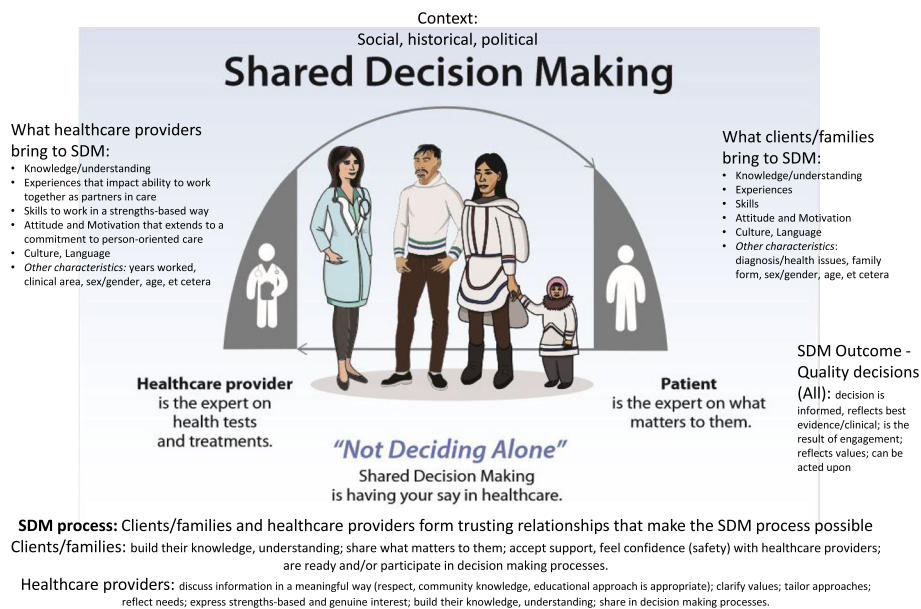 Context:
Social, historical, political
Shared Decision Making
What healthcare providers
bring to SDM:
• Knowledge/understanding
• Experiences that impact ability to work
together as partners in care
• Skills to work in a strengths-based way
• Attitude and Motivation that extends to a
commitment to person-oriented care
• Culture, Language
• Other characteristics: years worked,
clinical area, sex/gender, age, et cetera
What clients/families
bring to SDM:
• Knowledge/understanding
• Experiences
• Skills
• Attitude and Motivation
• Culture, Language
• Other characteristics:
diagnosis/health issues, family
form, sex/gender, age, et cetera
Healthcare provider
is the expert on
health tests
and treatments.
Patient
is the expert on what
matters to them.
SDM Outcome -
Quality decisions
(All): decision is
informed, reflects best
evidence/clinical; is the
result of engagement;
reflects values; can be
acted upon
“Not Deciding Alone”
Shared Decision Making
is having your say in healthcare.
SDM process: Clients/families and healthcare providers form trusting relationships that make the SDM process possible
Clients/families: build their knowledge, understanding; share what matters to them; accept support, feel confidence (safety) with healthcare providers;
are ready and/or participate in decision making processes.
Healthcare providers: discuss information in a meaningful way (respect, community knowledge, educational approach is appropriate); clarify values; tailor approaches;
reflect needs; express strengths-based and genuine interest; build their knowledge, understanding; share in decision making processes.